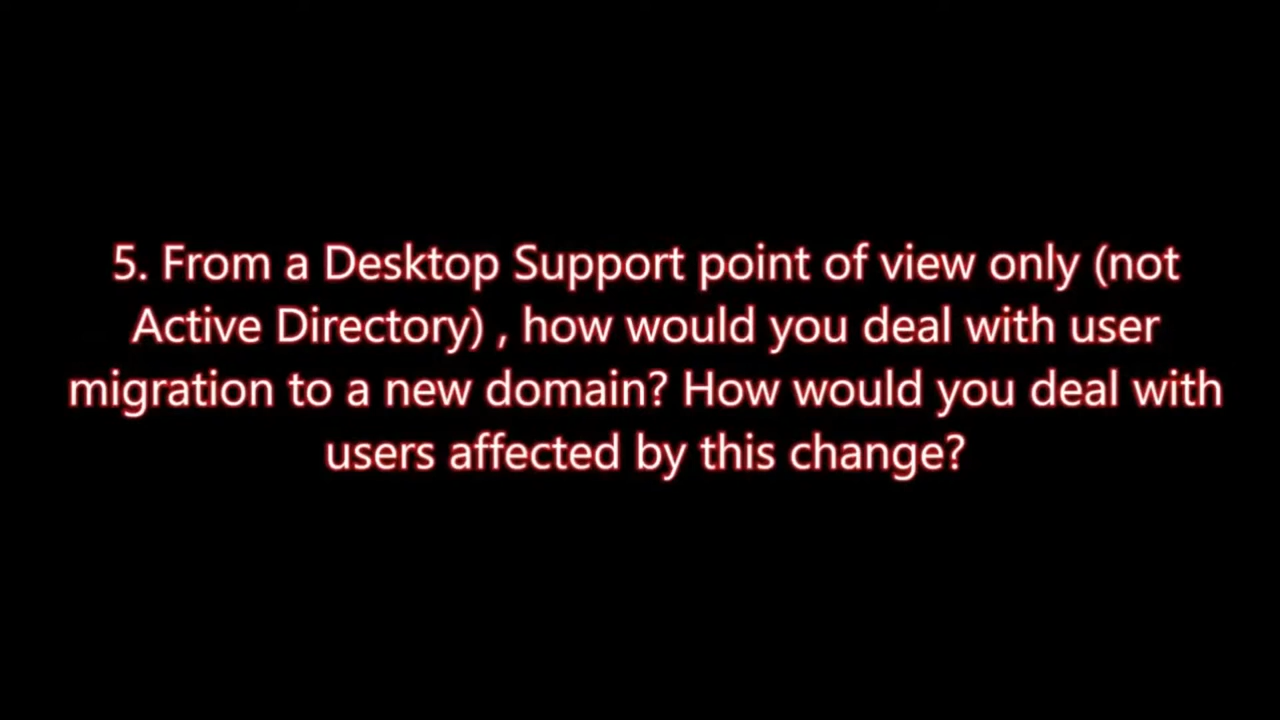 5. From a Desktop Support point of view only (not
Active Directory) , how would you deal with user
migration to a new domain? How would you deal with
users affected by this change?